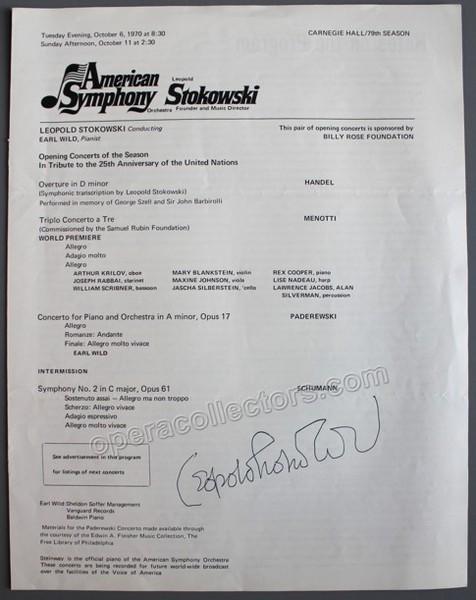 Tuesday Evening, October 6, 1970 at 8:30
Sunday Afternoon, October 11 at 2:30
CARNEGIE HALL/79th SEASON
American Symphony Orchestra
Leopold Stokowski
Founder and Music Director
LEOPOLD STOKOWSKI Conducting
EARL WILD, Pianist
This pair of opening concerts is sponsored by
BILLY ROSE FOUNDATION
Opening Concerts of the Season
In Tribute to the 25th Anniversary of the United Nations
Overture in D minor HANDEL
(Symphonic transcription by Leopold Stokowski)
Performed in memory of George Szell and Sir John Barbirolli
Triplo Concerto a Tre MENOTTI
(Commissioned by the Samuel Rubin Foundation)
WORLD PREMIERE
Allegro
Adagio molto
Allegro
ARTHUR KRILOV, oboe MARY BLANKSTEIN, violin REX COOPER, piano
JOSEPH RABBAI, clarinet MAXINE JOHNSON, viola LISE NADEAU, harp
WILLIAM SCRIBNER, bassoon JASCHA SILBERSTEIN, 'cello LAWRENCE JACOBS, ALAN
SILVERMAN, percussion
Concerto for Piano and Orchestra in A minor, Opus 17 PADEREWSKI
Allegro
Romanze: Andante
Finale: Allegro molto vivace
EARL WILD
INTERMISSION
Symphony No. 2 in C major, Opus 61 SCHUMANN
Sostenuto assai — Allegro ma non troppo
Scherzo: Allegro vivace
Adagio espressivo
Allegro molto vivace
operacollectors.com
See advertisement in this program
for listings of next concerts
Leopold Stokowski
Earl Wild:Sheldon Soffer Management
Vanguard Records
Baldwin Piano
Materials for the Paderewski Concerto made available through
the courtesy of the Edwin A. Fleisher Music Collection, The
Free Library of Philadelphia
Steinway is the official piano of the American Symphony Orchestra
These concerts are being recorded for future world-wide broadcast
over the facilities of the Voice of America